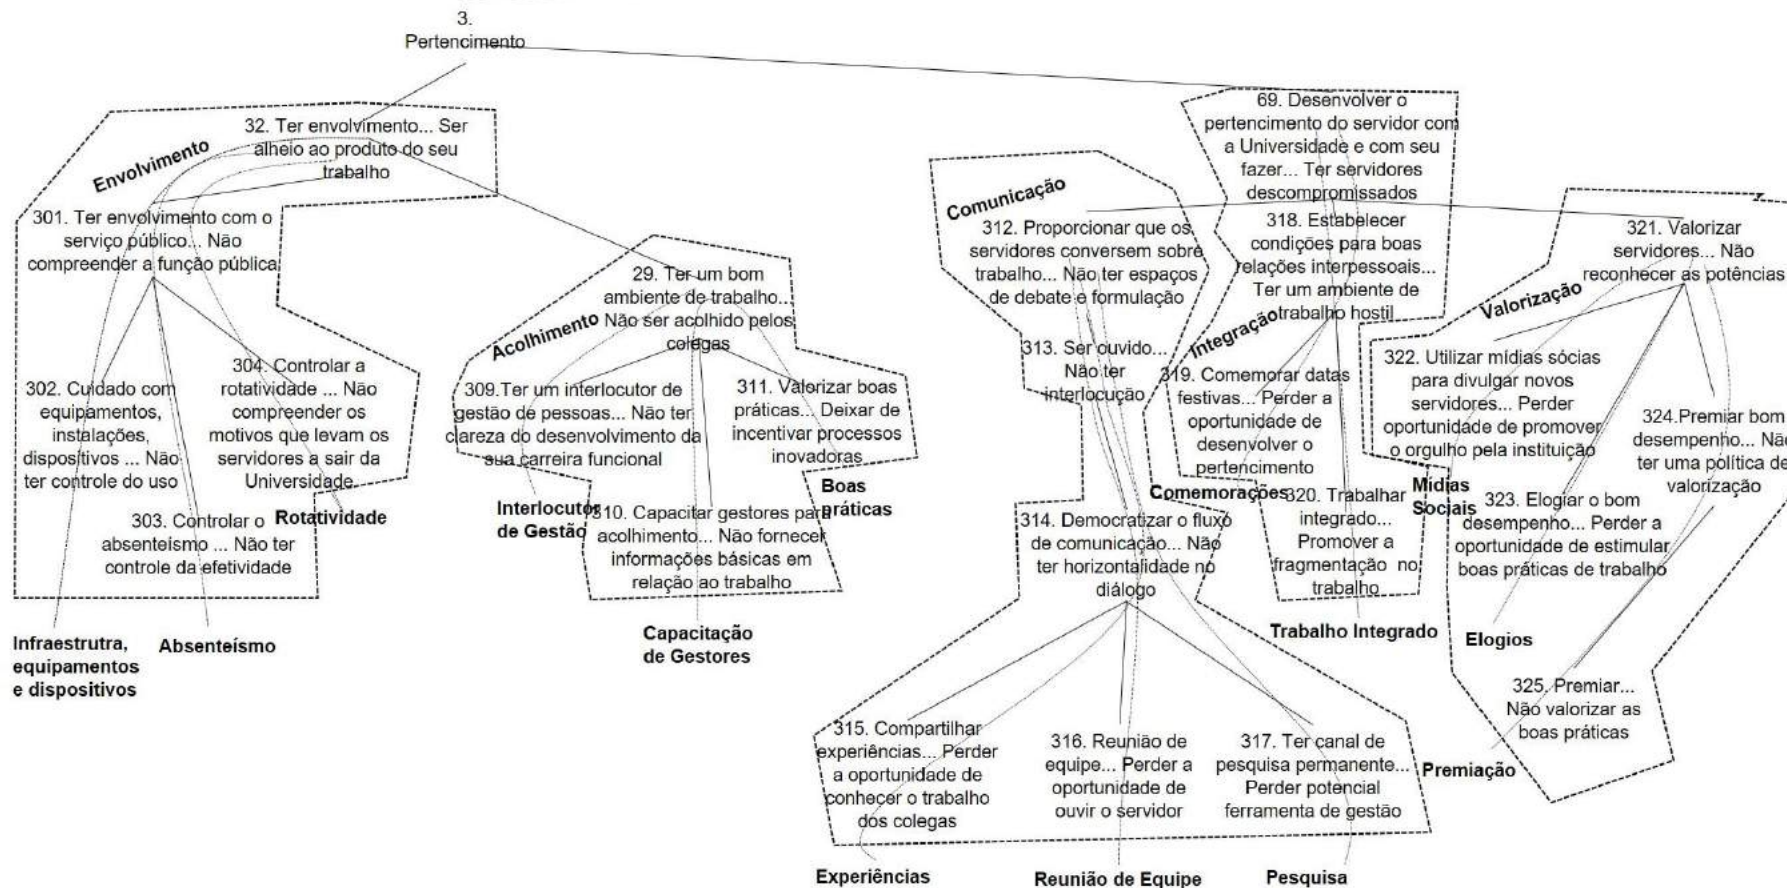 3.
Pertencimento
32. Ter envolvimento... Ser
alheio ao produto do seu
trabalho
Envolvimento
301. Ter envolvimento com o
serviço público... Não
compreender a função pública
302. Cuidado com
equipamentos,
instalações,
dispositivos ... Não
ter controle do uso
304. Controlar a
rotatividade ... Não
compreender os
motivos que levam os
servidores a sair da
Universidade
303. Controlar o
absenteísmo ... Não ter
controle da efetividade
Rotatividade
Infraestrutra,
equipamentos
e dispositivos
Absenteísmo
29. Ter um bom
ambiente de trabalho...
Não ser acolhido pelos
colegas
Acolhimento
309.Ter um interlocutor de
gestão de pessoas... Não ter
clareza do desenvolvimento da
sua carreira funcional
311. Valorizar boas
práticas... Deixar de
incentivar processos
inovadoras
Interlocutor
de Gestão
310. Capacitar gestores para
acolhimento... Não fornecer
informações básicas em
relação ao trabalho
Boas
práticas
Capacitação
de Gestores
69. Desenvolver o
pertencimento do servidor com
a Universidade e com seu
fazer... Ter servidores
descompromissados
Comunicação
312. Proporcionar que os
servidores conversem sobre
trabalho... Não ter espaços
de debate e formulação
313. Ser ouvido...
Não ter
interlocução
314. Democratizar o fluxo
de comunicação... Não
ter horizontalidade no
diálogo
315. Compartilhar
experiências... Perder
a oportunidade de
conhecer o trabalho
dos colegas
316. Reunião de
equipe... Perder a
oportunidade de
ouvir o servidor
317. Ter canal de
pesquisa permanente...
Perder potencial
ferramenta de gestão
Experiências
Reunião de Equipe
Pesquisa
318. Estabelecer
condições para boas
relações interpessoais...
Ter um ambiente de
trabalho hostil
Integração
319. Comemorar datas
festivas... Perder a
oportunidade de
desenvolver o
pertencimento
Comemorações
320. Trabalhar
integrado...
Promover a
fragmentação no
trabalho
Trabalho Integrado
321. Valorizar
servidores... Não
reconhecer as potências
Valorização
322. Utilizar mídias sócias
para divulgar novos
servidores... Perder
oportunidade de promover
o orgulho pela instituição
Mídias
Sociais
324.Premiar bom
desempenho... Não
ter uma política de
valorização
323. Elogiar o bom
desempenho... Perder a
oportunidade de estimular
boas práticas de trabalho
Elogios
325. Premiar...
Não valorizar as
boas práticas
Premiação